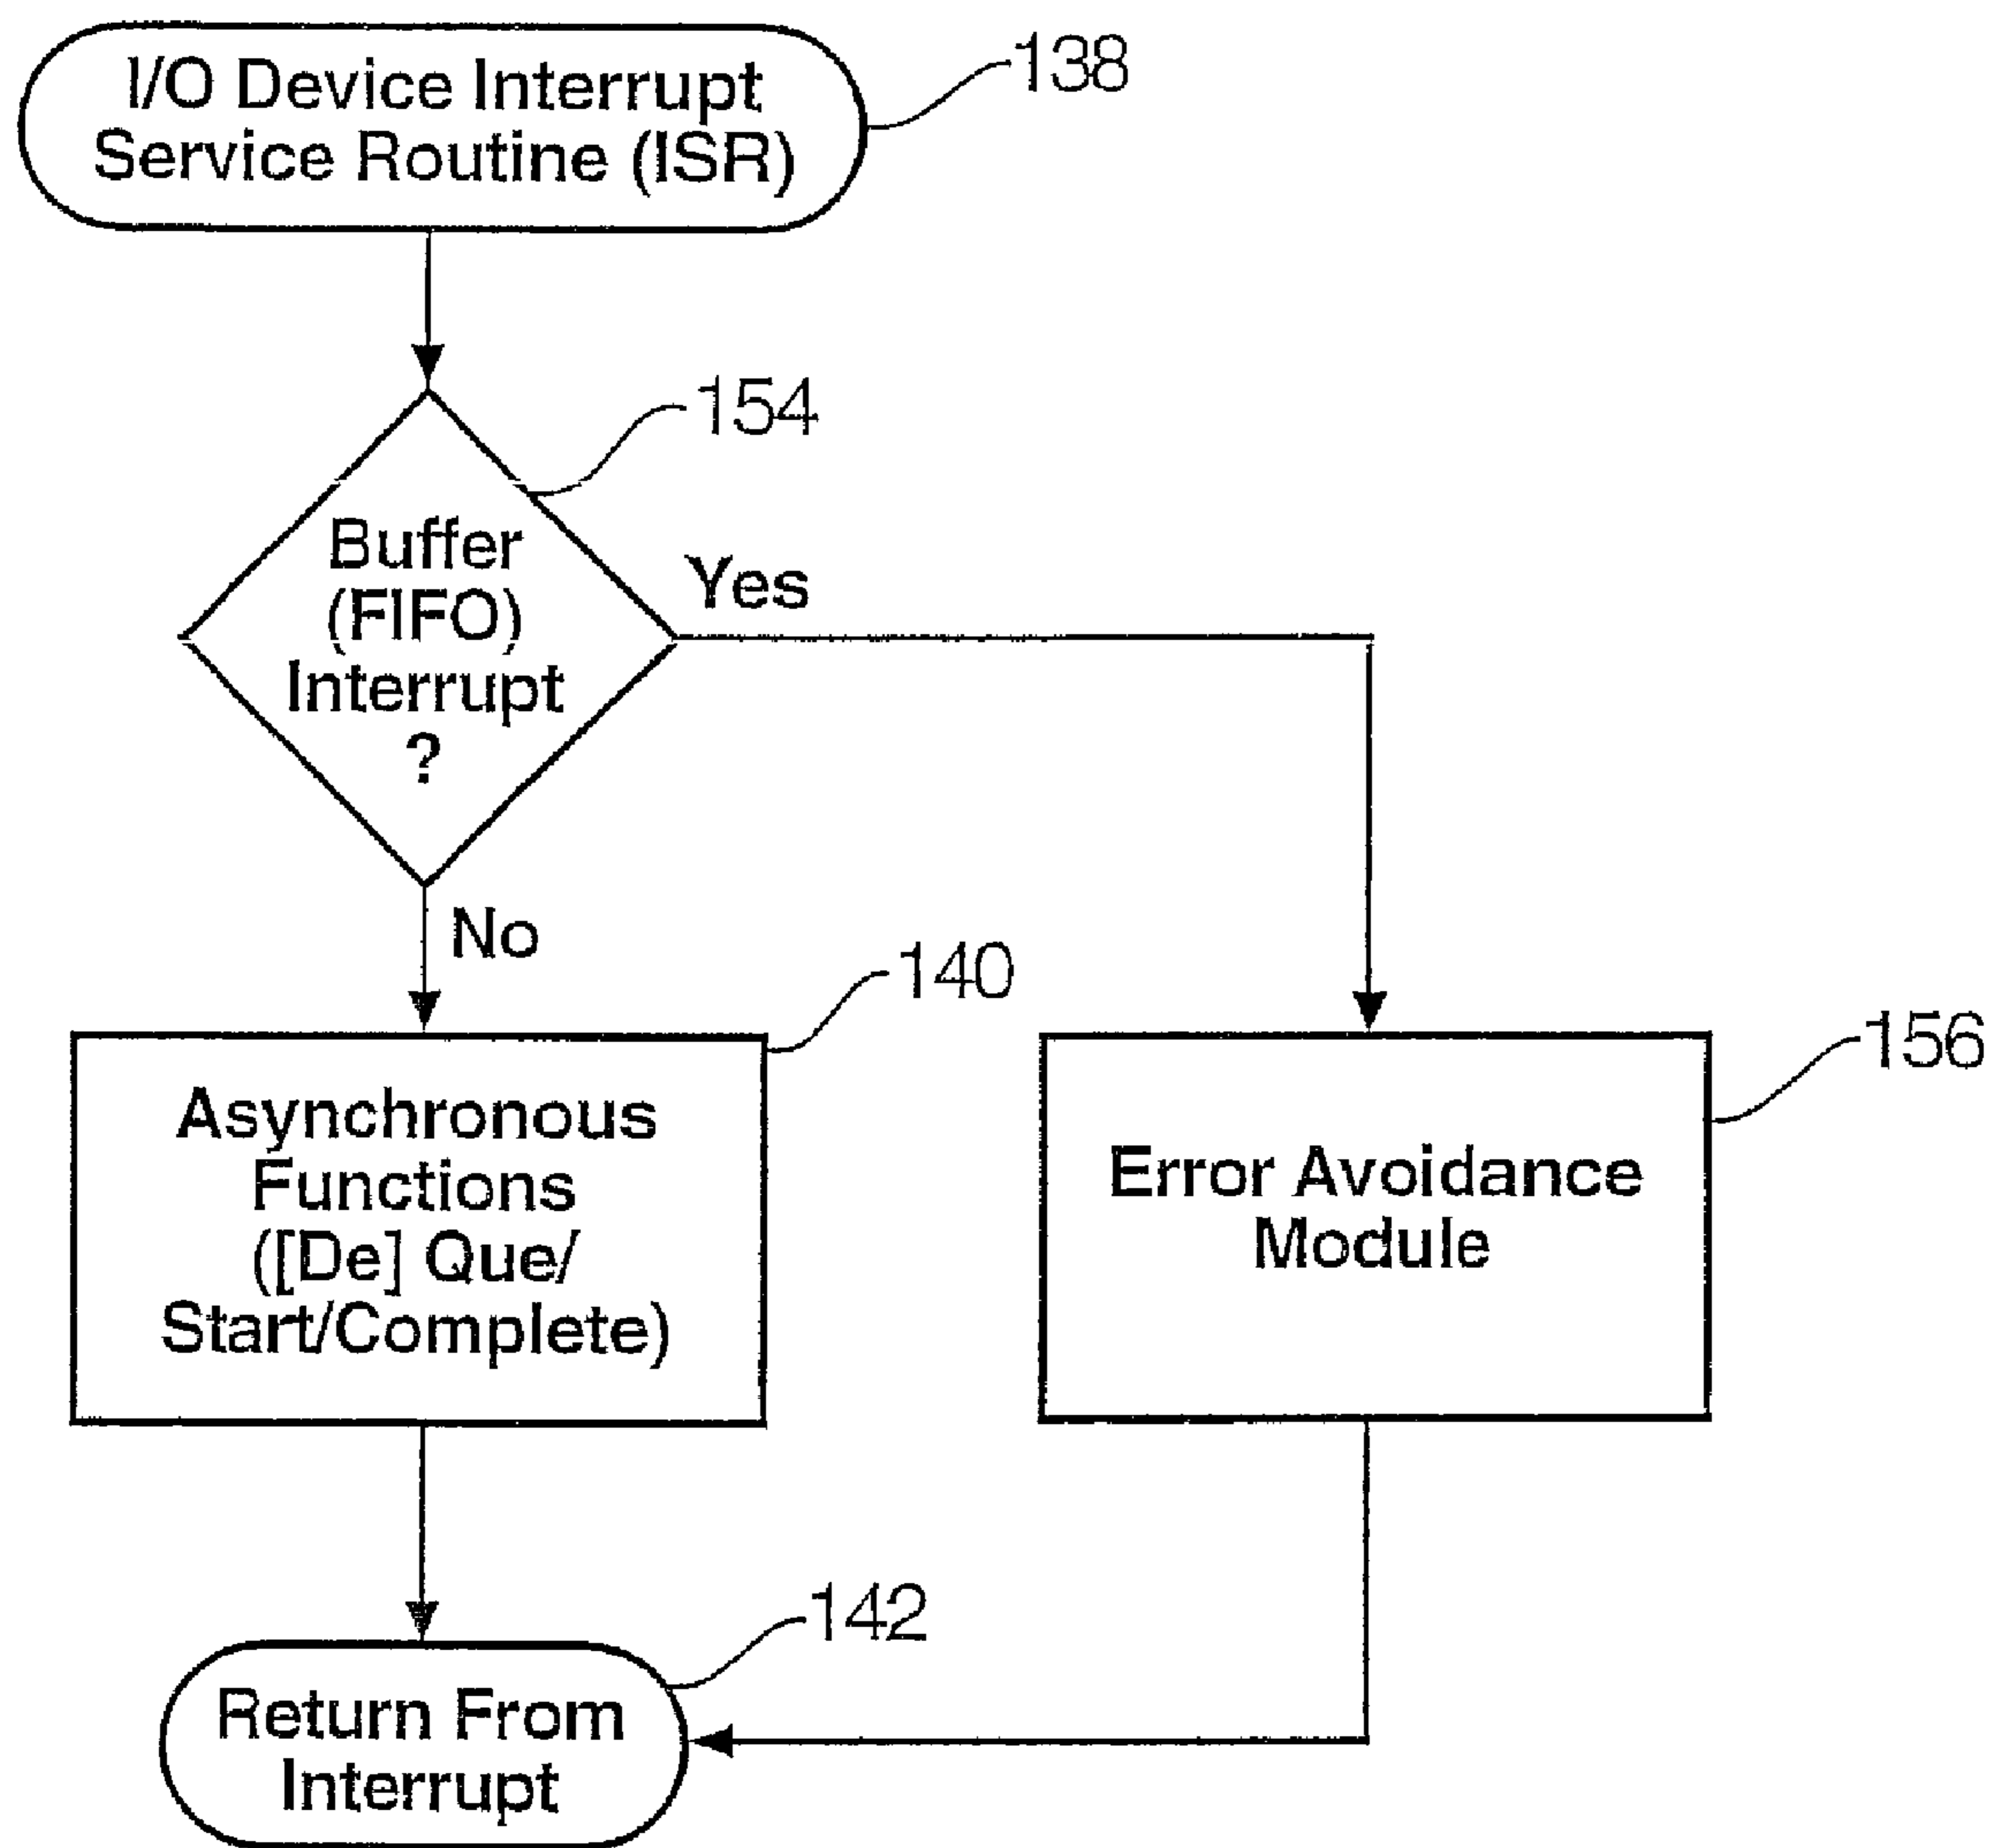 I/O Device Interrupt
Service Routine (ISR)
138
154
Buffer
(FIFO)
Interrupt
?
Yes
No
140
Asynchronous
Functions
([De] Que/
Start/Complete)
156
Error Avoidance
Module
142
Return From
Interrupt